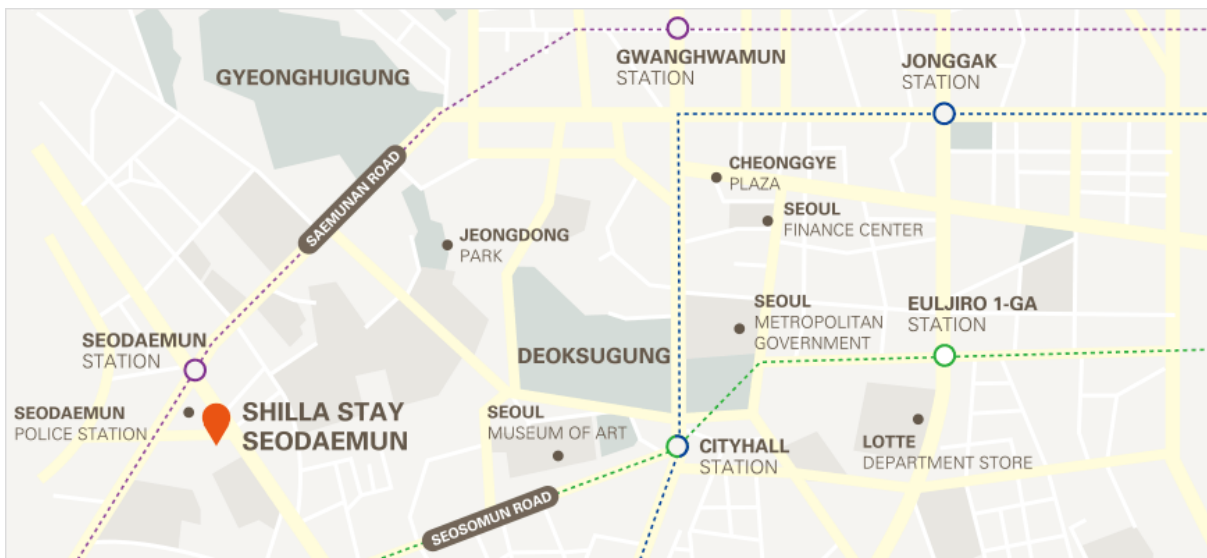 GWANGHWAMUN
STATION
JONGGAK
STATION
GYEONGHUIGUNG
SAEMUNAN ROAD
CHEONGGYE
PLAZA
SEOUL
FINANCE CENTER
JEONGDONG
PARK
SEOUL
METROPOLITAN
GOVERNMENT
EULJIRO 1-GA
STATION
SEODAEMUN
STATION
DEOKSUGUNG
SEODAEMUN
POLICE STATION
SHILLA STAY
SEODAEMUN
SEOUL
MUSEUM OF ART
CITYHALL
STATION
LOTTE
DEPARTMENT STORE
SEOSOMUN ROAD